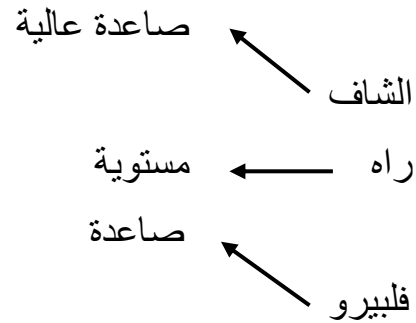 صاعدة عالية
الشاف
راه مستوية
صاعدة
فلبيرو